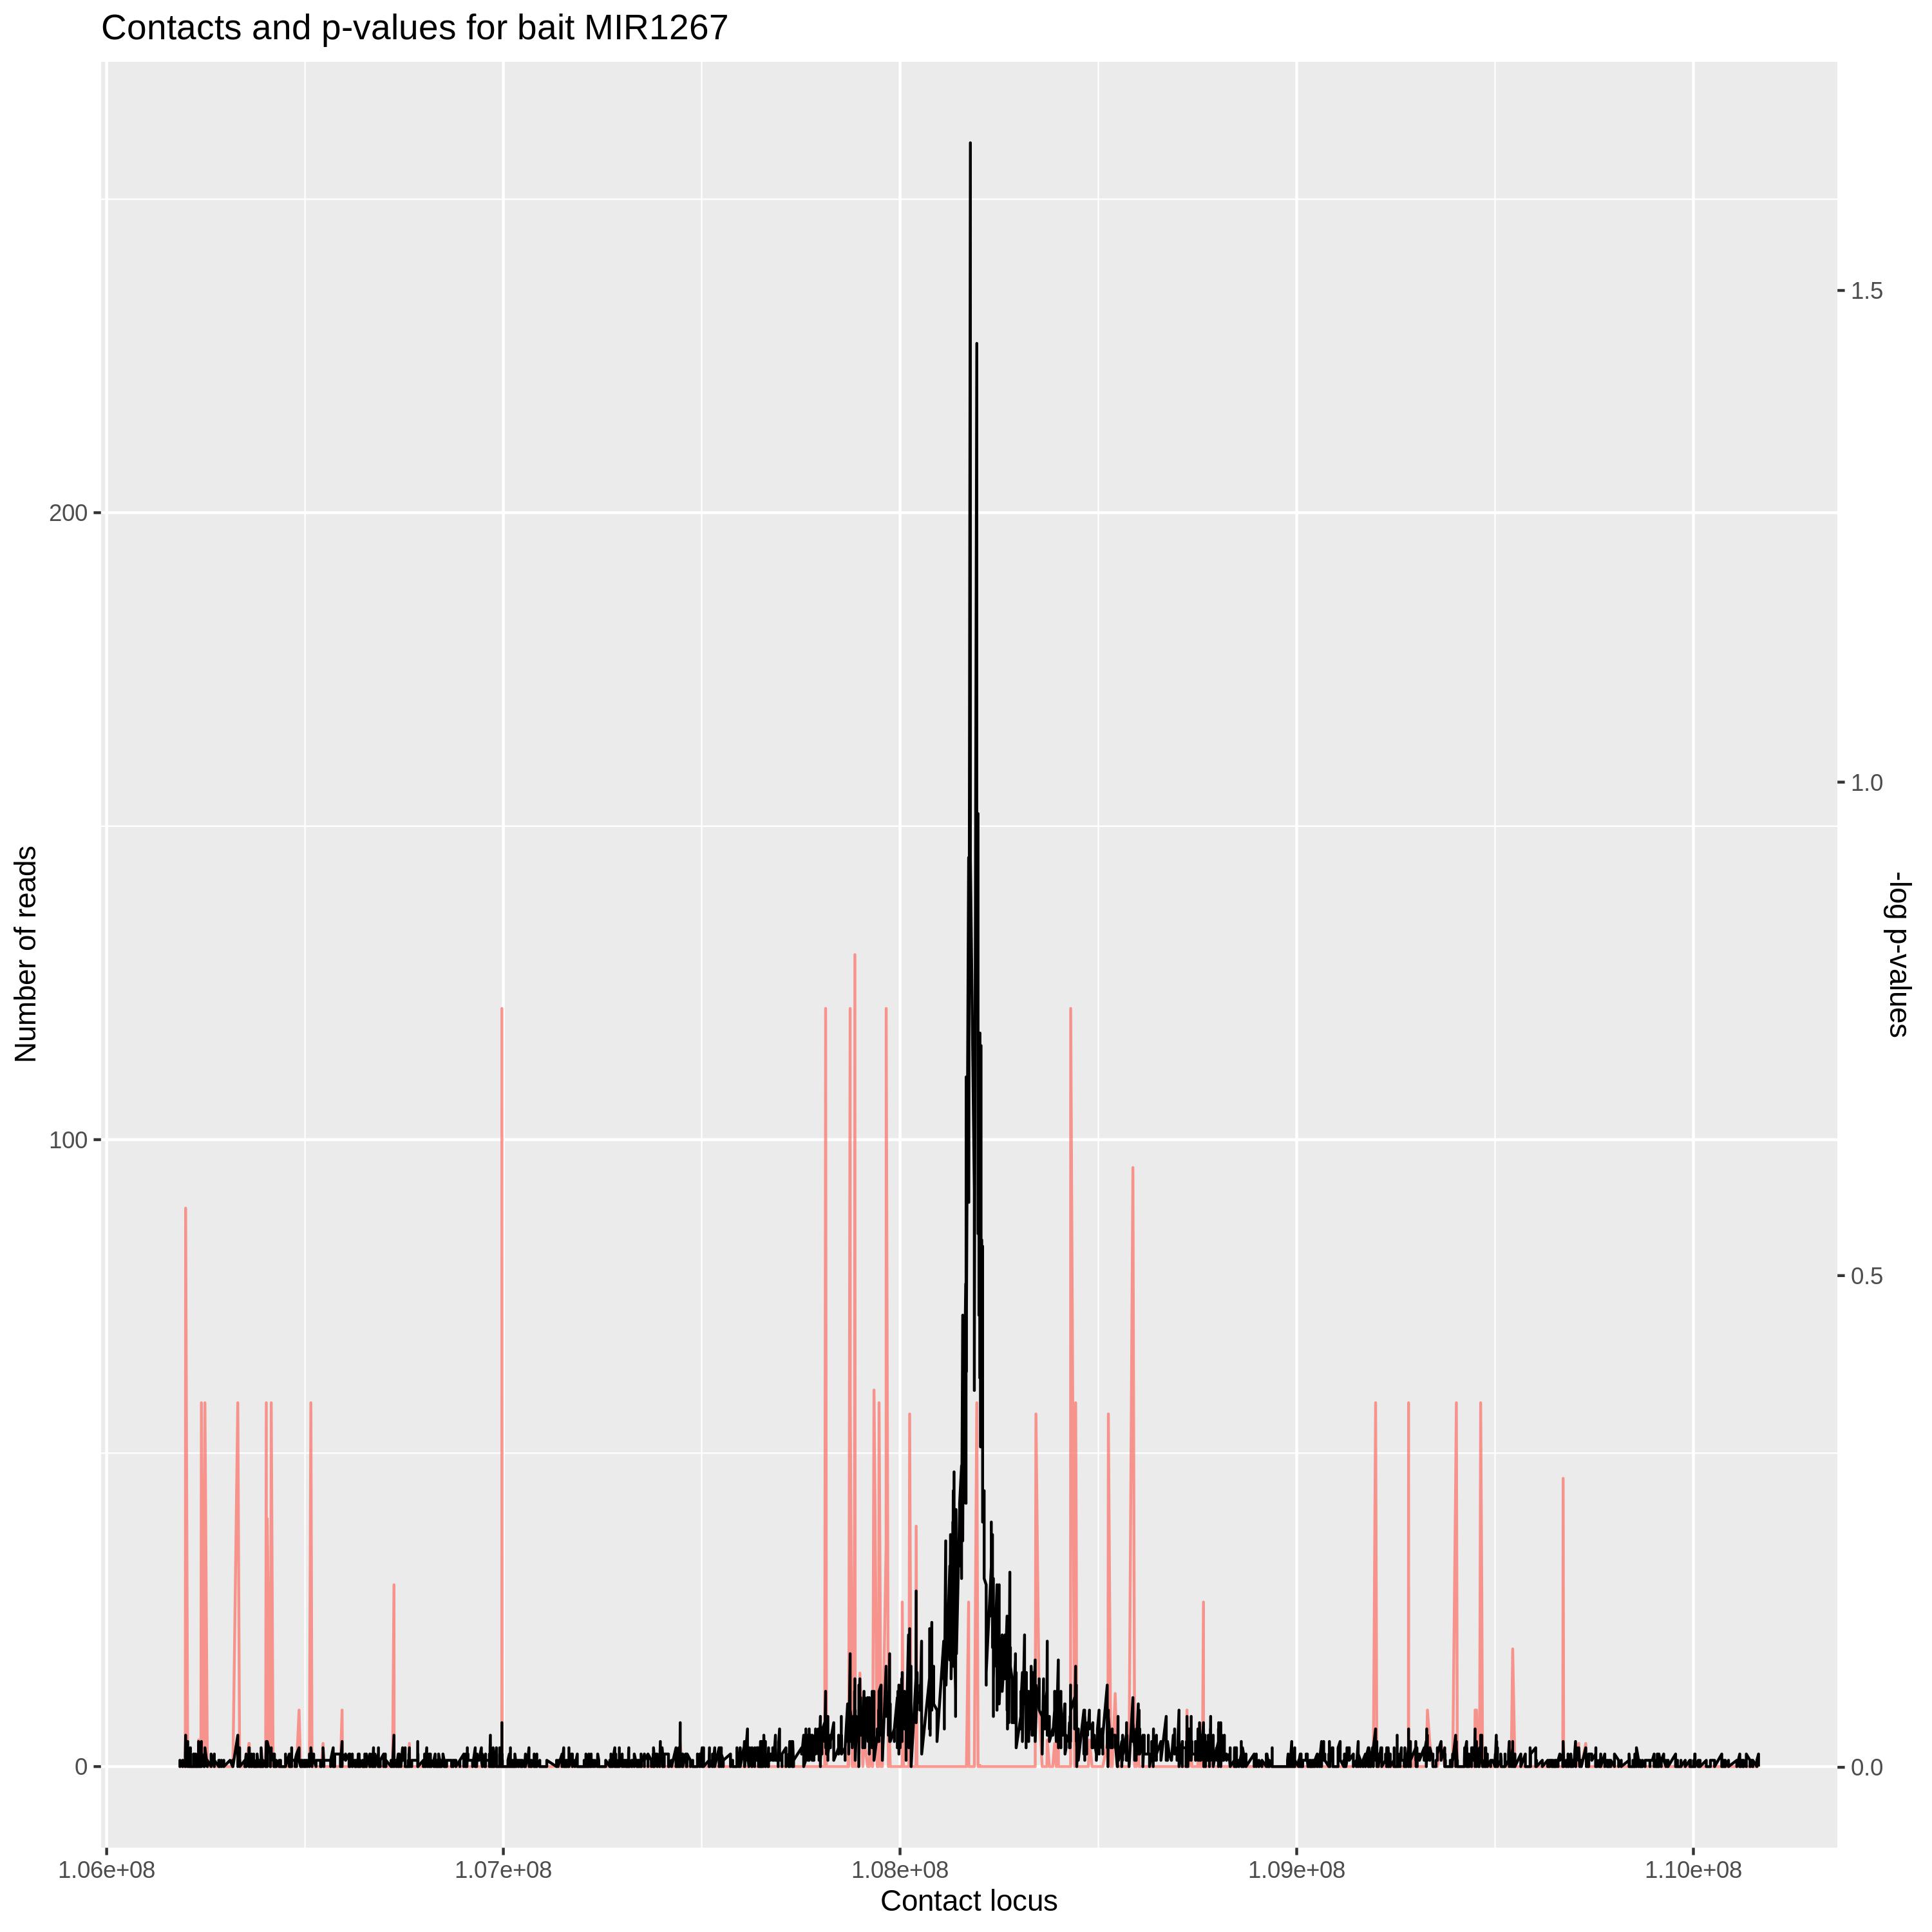 Contacts and p-values for bait MIR1267
Number of reads
200
100
0
1.5
1.0
0.5
0.0
-log p-values
1.06e+08
1.07e+08
1.08e+08
1.09e+08
1.10e+08
Contact locus